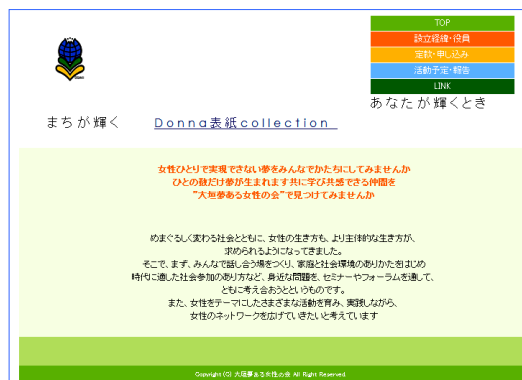 TOP
設立経緯・役員
定款・申し込み
活動予定・報告
LINK
あなたが輝くとき
まちが輝く Donna表紙collection
女性ひとりで実現できない夢をみんなでかたちにしてみませんか
ひとの数だけ夢が生まれます共に学び共感できる仲間を
"大垣夢ある女性の会"で見つけてみませんか
めまぐるしく変わる社会とともに、女性の生き方も、より主体的な生き方が、
求められるようになってきました。
そこで、まず、みんなで話し合う場をつくり、家庭と社会環境のありかたをはじめ
時代に適した社会参加のあり方など、身近な問題を、セミナーやフォーラムを通して、
ともに考え合おうというものです。
また、女性をテーマにしたさまざまな活動を育み、実践しながら、
女性のネットワークを広げていきたいと考えています
Copyright (C) 大垣夢ある女性の会 All Right Reserved.